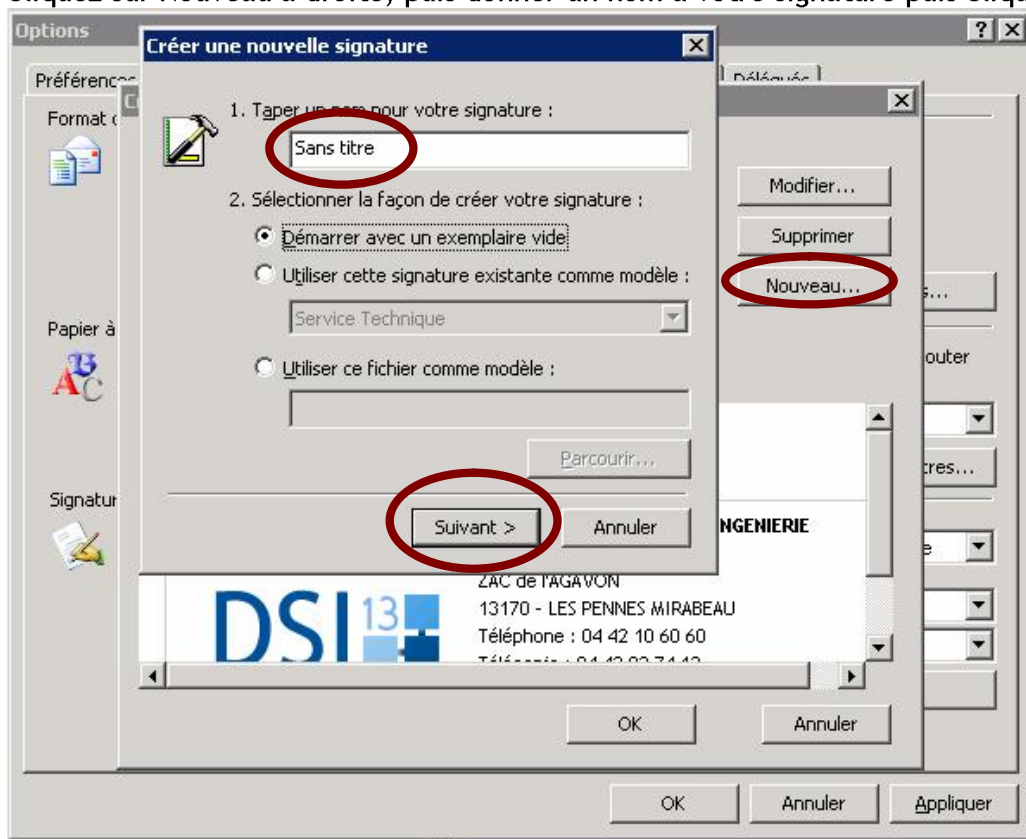 Options
Créer une nouvelle signature
Préférences
Délégués
Format
1. Taper un nom pour votre signature :
Sans titre
Modifier...
2. Sélectionner la façon de créer votre signature :
Démarrer avec un exemplaire vide
Supprimer
Utiliser cette signature existante comme modèle :
Nouveau...
s...
Service Technique
Papier à
outer
Utiliser ce fichier comme modèle :
Parcourir...
res...
Signatur
Suivant >
Annuler
NGENIERIE
ZAC de l'AGAVON
DSI 13
13170 - LES PENNES MIRABEAU
Téléphone : 04 42 10 60 60
OK
Annuler
OK
Annuler
Appliquer